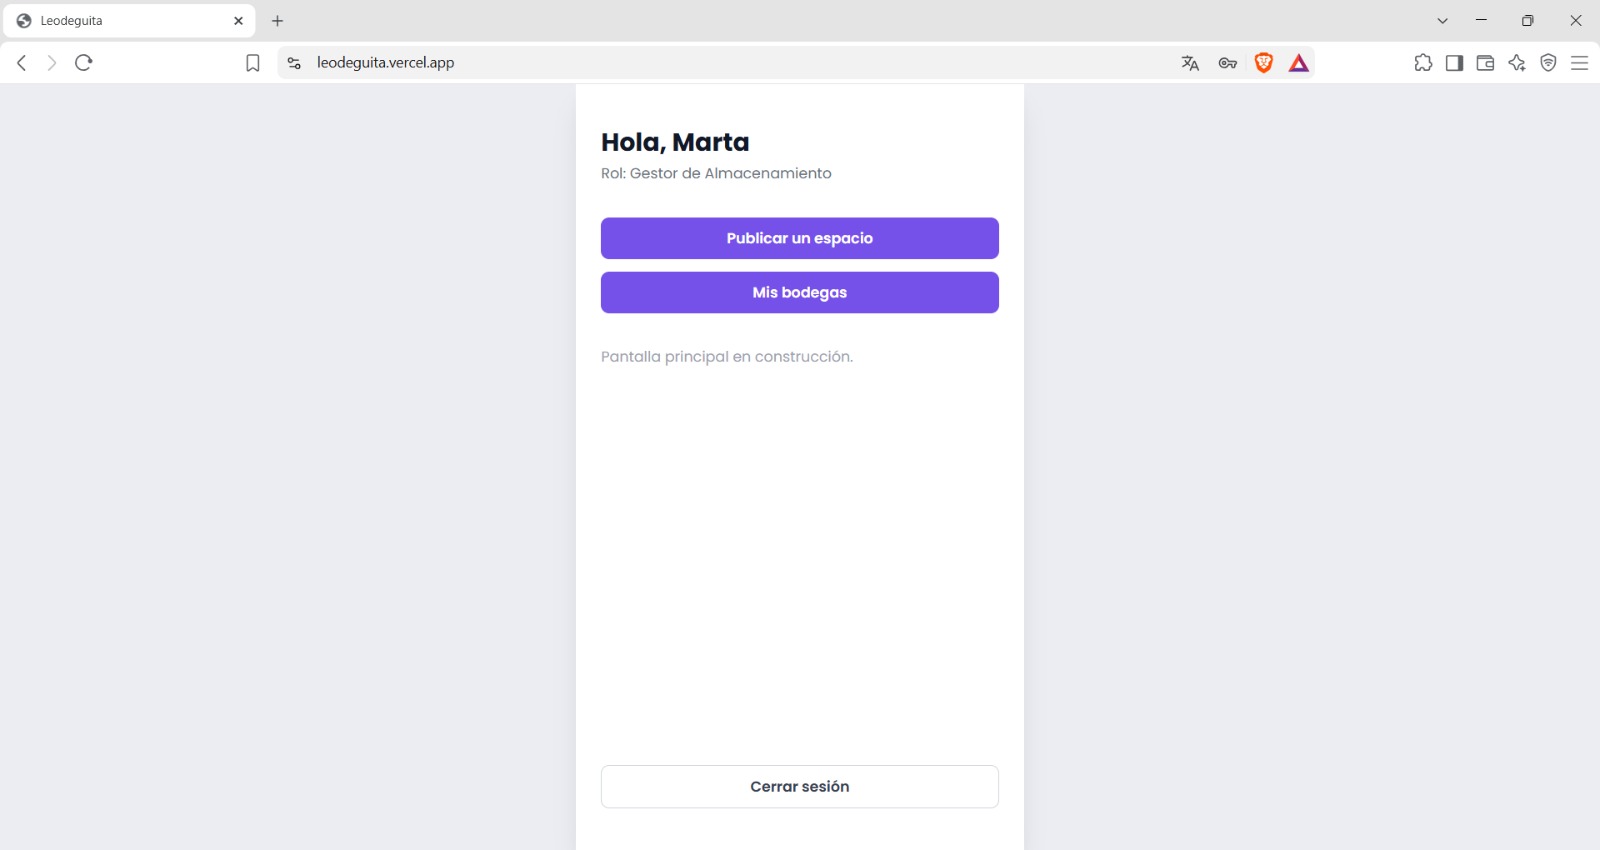 Leodeguita
leodeguita.vercel.app
Hola, Marta
Rol: Gestor de Almacenamiento
Publicar un espacio
Mis bodegas
Pantalla principal en construcción.
Cerrar sesión